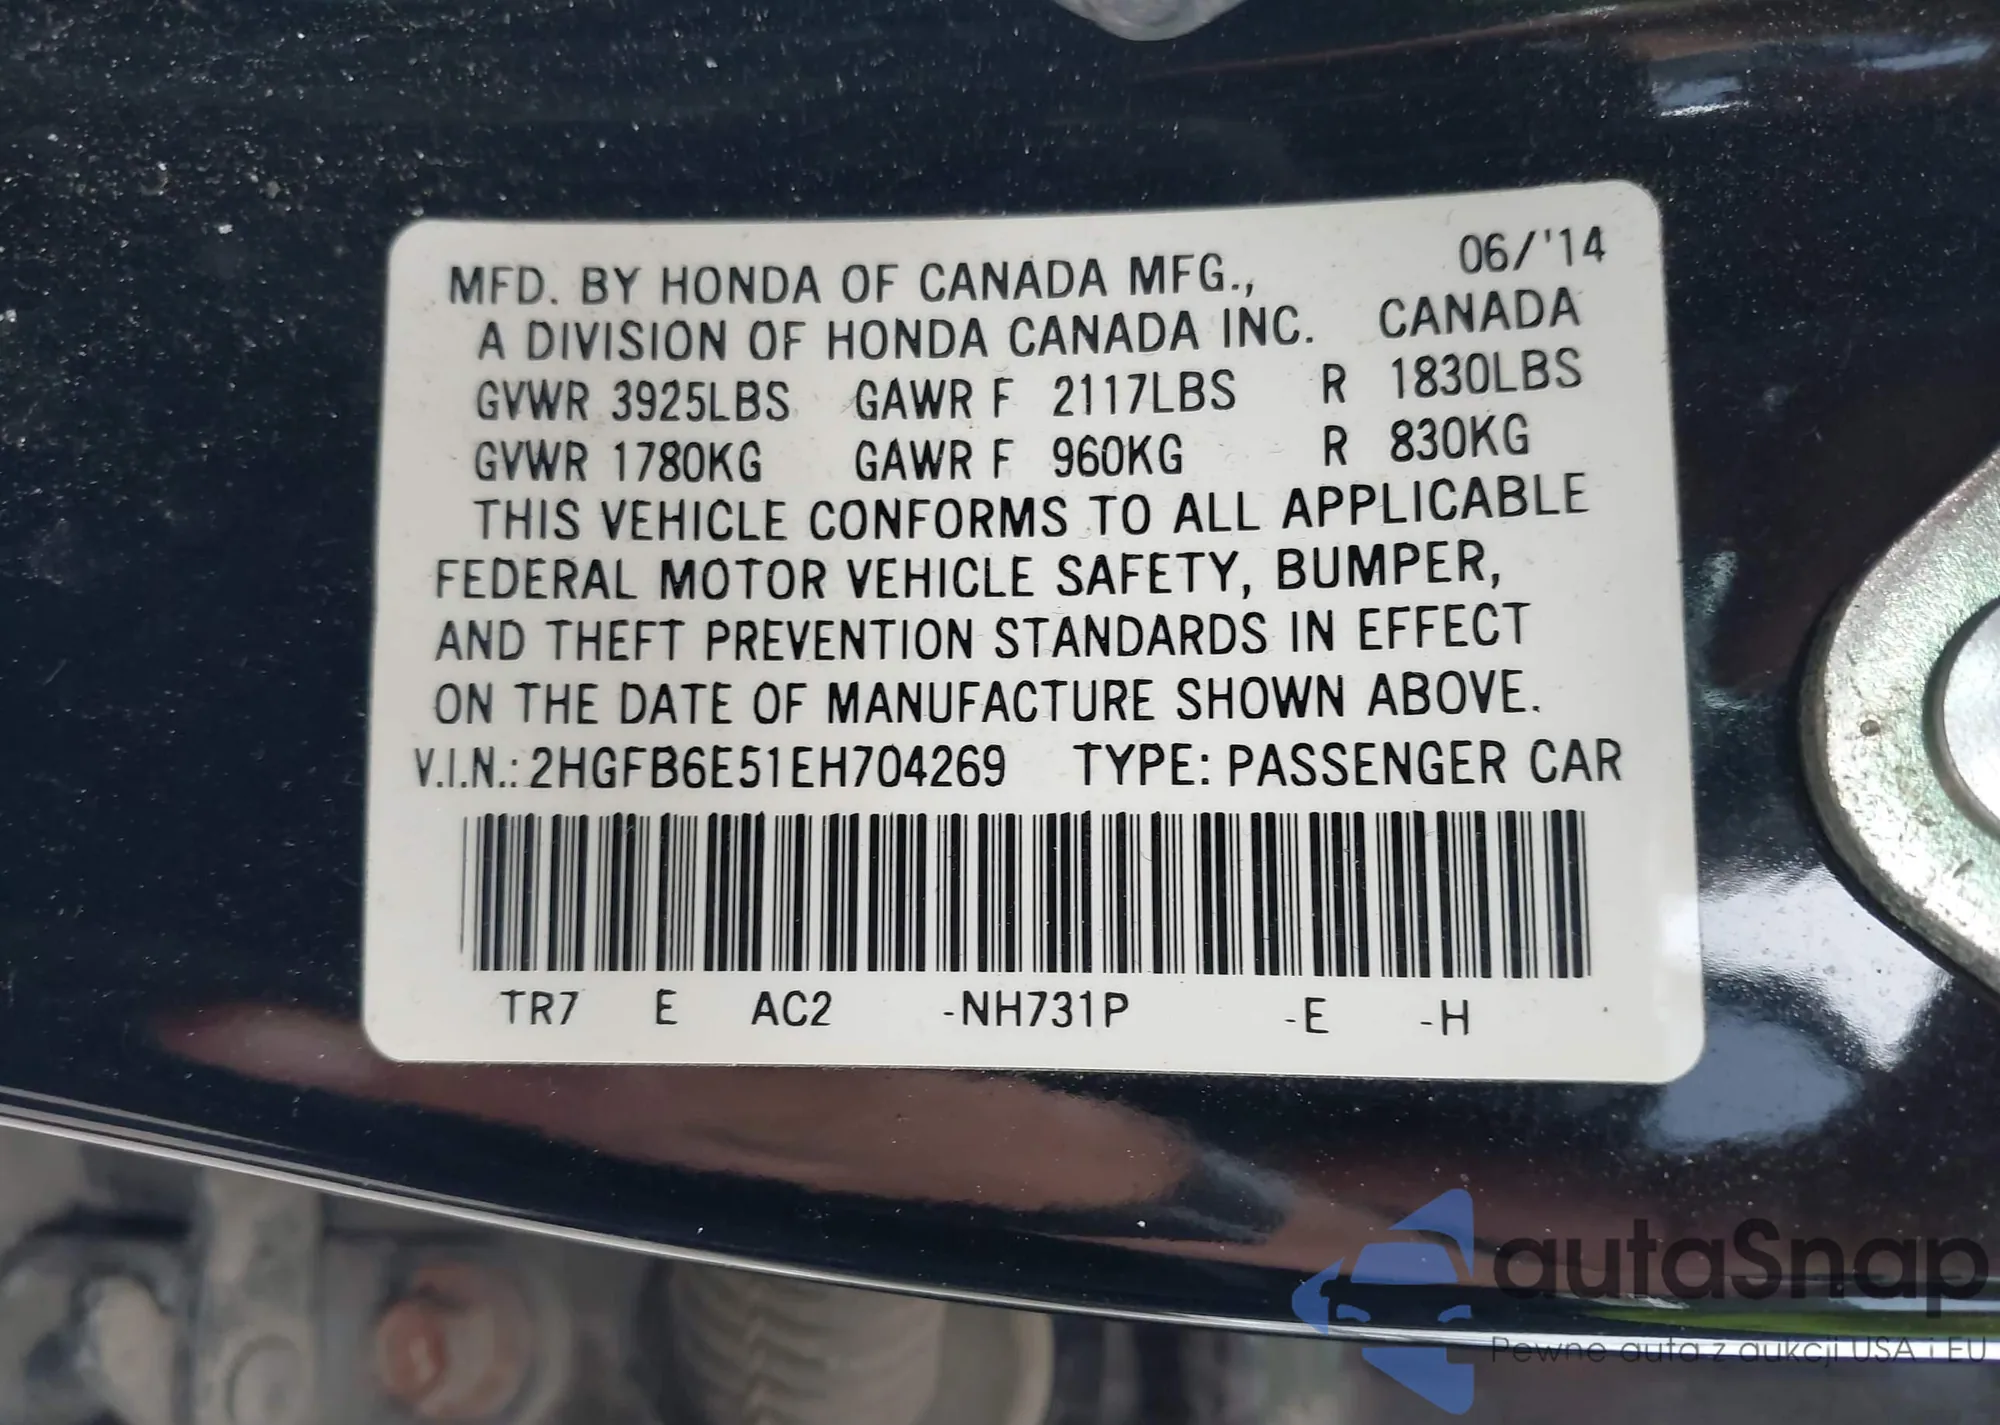 06/'14
MFD. BY HONDA OF CANADA MFG.,
A DIVISION OF HONDA CANADA INC. CANADA
GVWR 3925LBS GAWR F 2117LBS R 1830LBS
GVWR 1780KG GAWR F 960KG R 830KG
THIS VEHICLE CONFORMS TO ALL APPLICABLE
FEDERAL MOTOR VEHICLE SAFETY, BUMPER,
AND THEFT PREVENTION STANDARDS IN EFFECT
ON THE DATE OF MANUFACTURE SHOWN ABOVE.
V.I.N.: 2HGFB6E51EH704269 TYPE: PASSENGER CAR
TR7 E AC2 -NH731P -E -H
autaSnap
Pewne auta z aukcji USA i EU